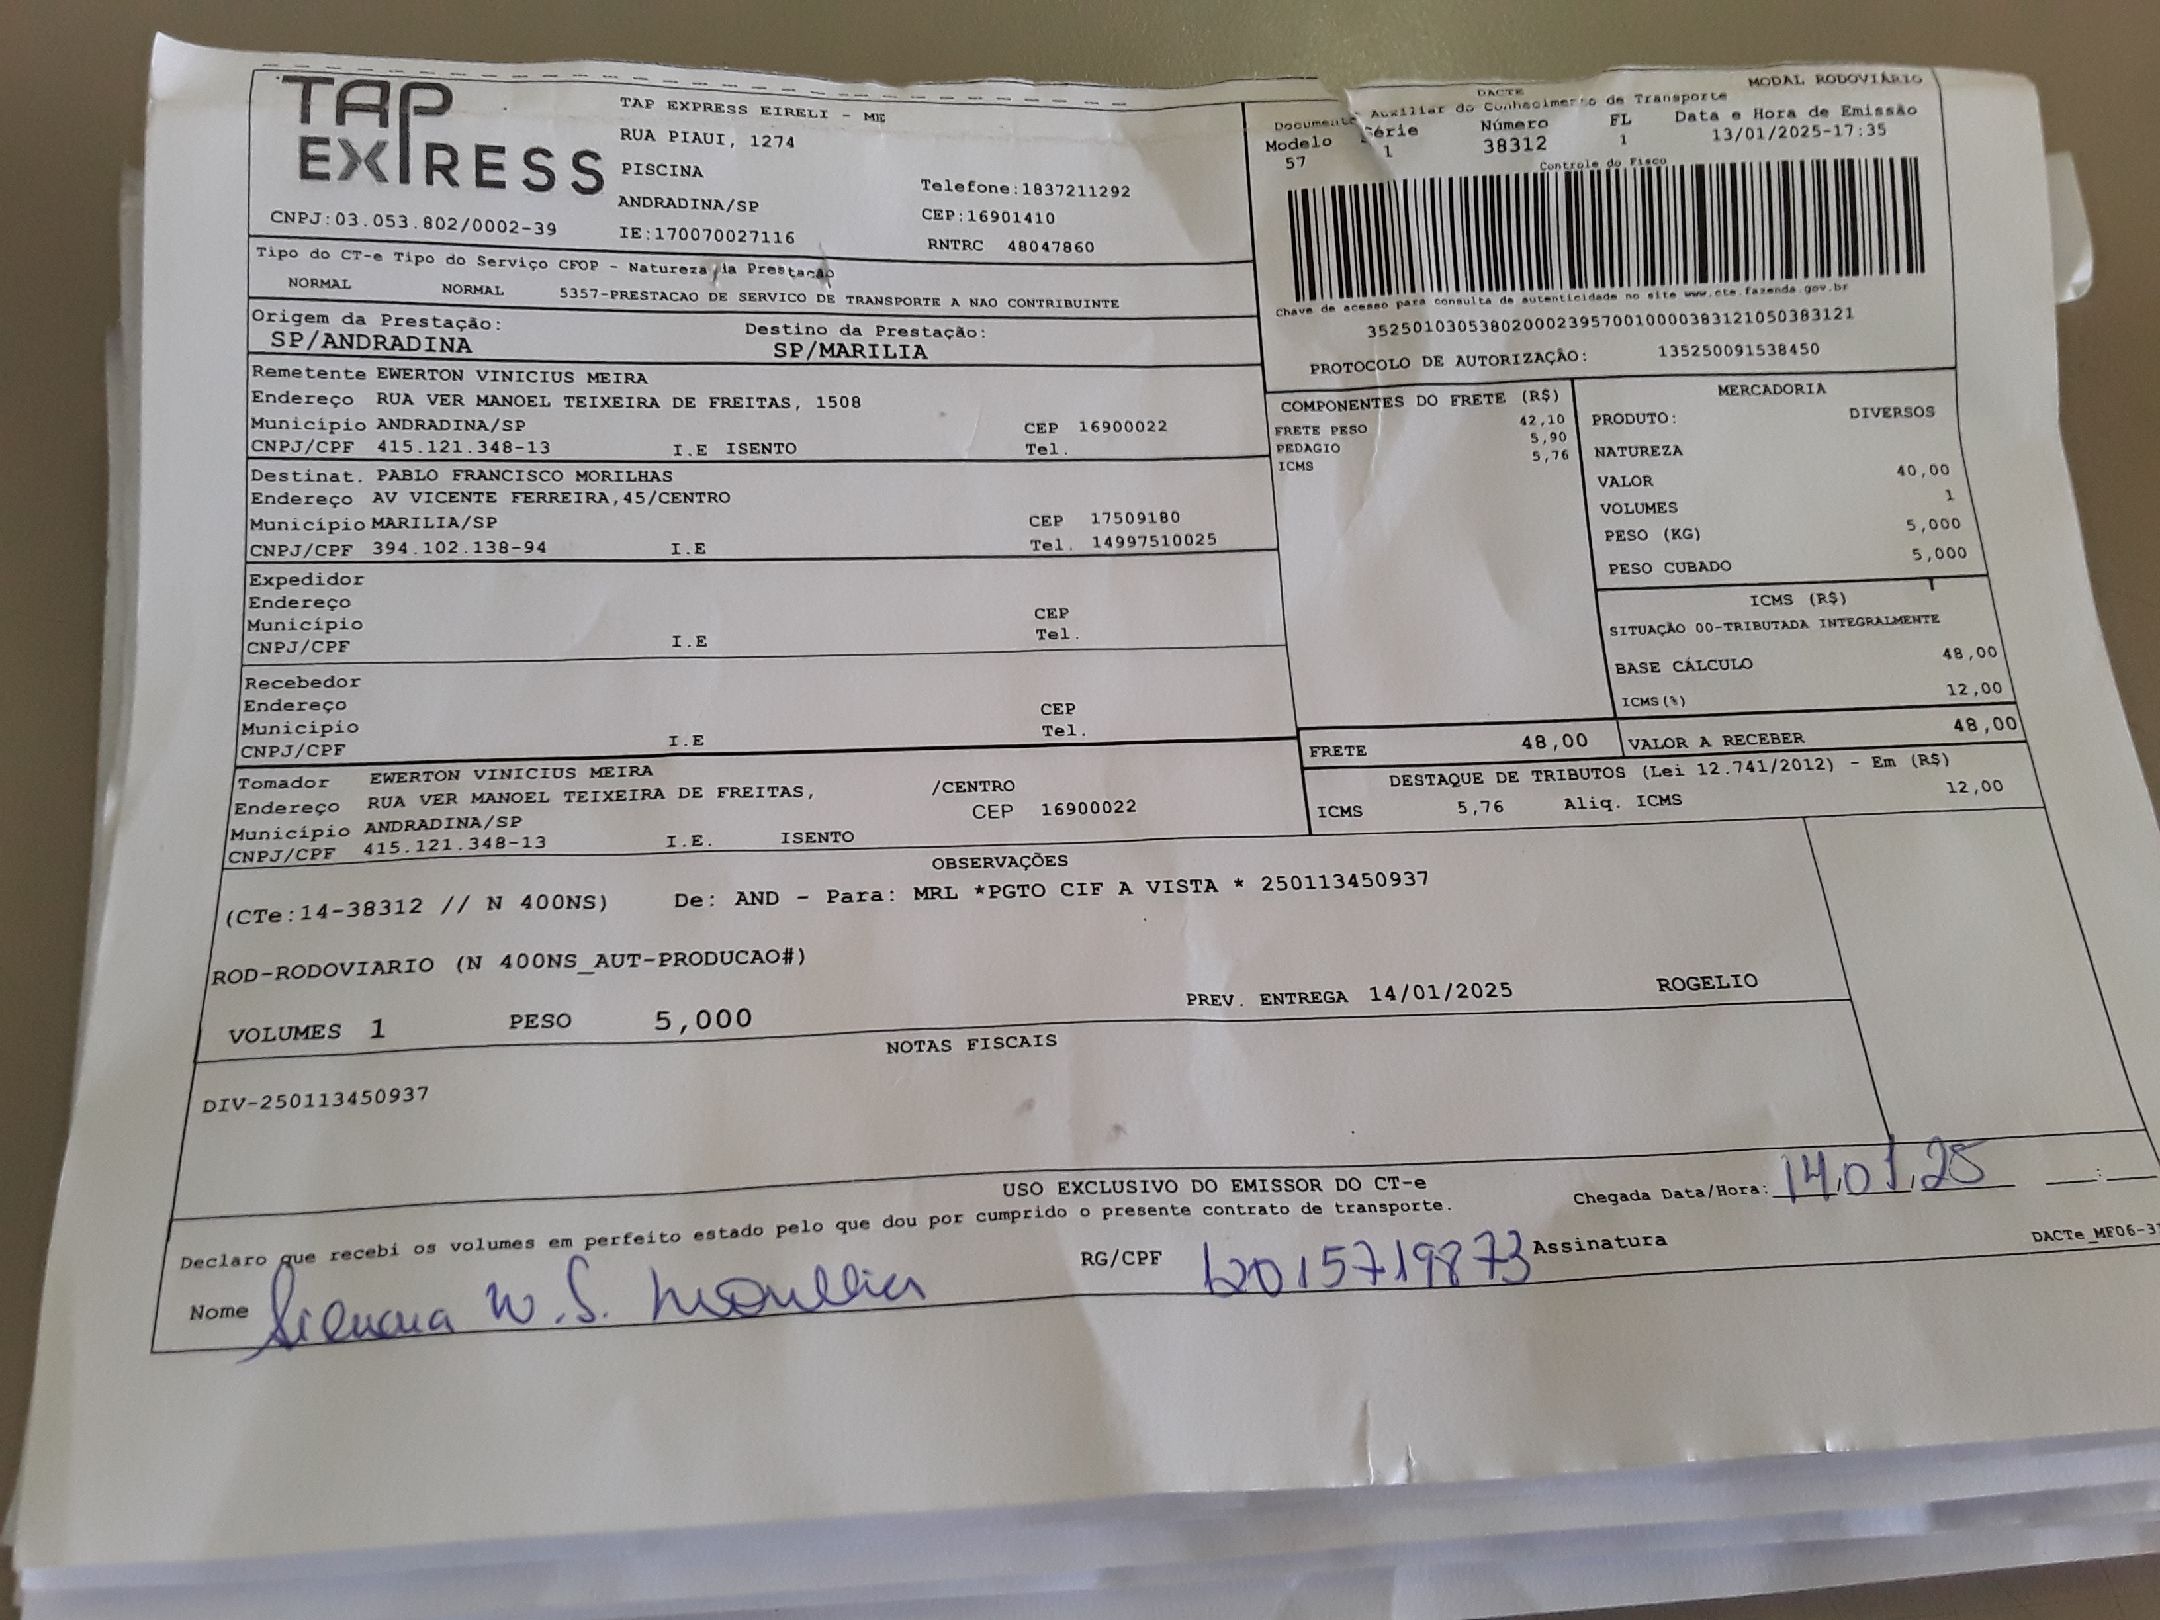 TAP EXPRESS
TAP EXPRESS EIRELI - ME
RUA PIAUI, 1274
PISCINA
ANDRADINA/SP
Telefone:1837211292
CEP:16901410
CNPJ:03.053.802/0002-39
IE:170070027116
RNTRC 48047860
MODAL RODOVIÁRIO
DACTE
Auxiliar do Conhecimento de Transporte
Modelo Série Número FL Data e Hora de Emissão
57 1 38312 1 13/01/2025-17:35
Controle do Fisco
Chave de acesso para consulta de autenticidade no site www.cte.fazenda.gov.br
35250103053802000239570010000383121050383121
PROTOCOLO DE AUTORIZAÇÃO: 135250091538450
Tipo do CT-e Tipo do Serviço CFOP - Natureza Prestação
NORMAL NORMAL 5357-PRESTACAO DE SERVICO DE TRANSPORTE A NAO CONTRIBUINTE
Origem da Prestação: Destino da Prestação:
SP/ANDRADINA SP/MARILIA
Remetente EWERTON VINICIUS MEIRA
Endereço RUA VER MANOEL TEIXEIRA DE FREITAS, 1508
Município ANDRADINA/SP CEP 16900022
CNPJ/CPF 415.121.348-13 I.E ISENTO Tel.
Destinat. PABLO FRANCISCO MORILHAS
Endereço AV VICENTE FERREIRA,45/CENTRO
Município MARILIA/SP CEP 17509180
CNPJ/CPF 394.102.138-94 I.E Tel. 14997510025
Expedidor
Endereço CEP
Município Tel.
CNPJ/CPF I.E
Recebedor
Endereço CEP
Município Tel.
CNPJ/CPF I.E
Tomador EWERTON VINICIUS MEIRA
Endereço RUA VER MANOEL TEIXEIRA DE FREITAS, /CENTRO
Município ANDRADINA/SP CEP 16900022
CNPJ/CPF 415.121.348-13 I.E. ISENTO
COMPONENTES DO FRETE (R$)
FRETE PESO 42,10
PEDAGIO 5,90
ICMS 5,76
MERCADORIA
PRODUTO: DIVERSOS
NATUREZA
VALOR 40,00
VOLUMES 1
PESO (KG) 5,000
PESO CUBADO 5,000
ICMS (R$)
SITUAÇÃO 00-TRIBUTADA INTEGRALMENTE
BASE CÁLCULO 48,00
ICMS(%) 12,00
FRETE 48,00 VALOR A RECEBER 48,00
DESTAQUE DE TRIBUTOS (Lei 12.741/2012) - Em (R$)
ICMS 5,76 Aliq. ICMS 12,00
OBSERVAÇÕES
(CTe:14-38312 // N 400NS) De: AND - Para: MRL *PGTO CIF A VISTA * 250113450937
ROD-RODOVIARIO (N 400NS_AUT-PRODUCAO#)
VOLUMES 1 PESO 5,000 PREV. ENTREGA 14/01/2025 ROGELIO
NOTAS FISCAIS
DIV-250113450937
USO EXCLUSIVO DO EMISSOR DO CT-e
Declaro que recebi os volumes em perfeito estado pelo que dou por cumprido o presente contrato de transporte.
Chegada Data/Hora: 14,01,25
Nome W.S. RG/CPF 12015719873 Assinatura